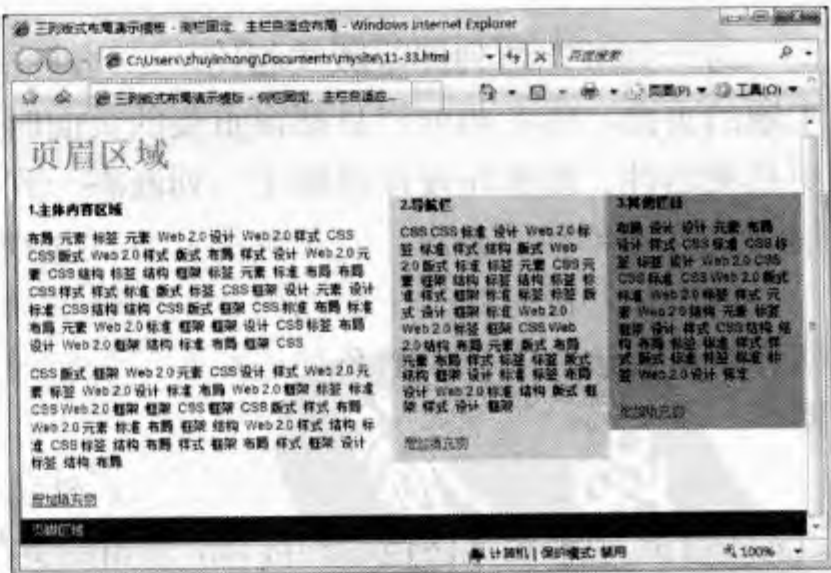 三列版式布局演示模板 - 侧栏固定、主栏自适应布局 - Windows Internet Explorer
C:\Users\zhuyinhong\Documents\mysite\11-33.html
百度搜索
三列版式布局演示模板 - 侧栏固定、主栏自适应...
页面(P) 工具(O)
页眉区域
1.主体内容区域
布局 元素 标签 元素 Web 2.0 设计 Web 2.0 样式 CSS
CSS 版式 Web 2.0 样式 版式 布局 样式 设计 Web 2.0 元
素 CSS 结构 标签 结构 框架 标签 元素 标准 布局 布局
CSS 样式 样式 标准 版式 标签 CSS 框架 设计 元素 设计
标准 CSS 结构 结构 CSS 版式 框架 CSS 标准 布局 标准
布局 元素 Web 2.0 标准 框架 框架 设计 CSS 标签 布局
设计 Web 2.0 框架 结构 标准 布局 框架 CSS
CSS 版式 框架 Web 2.0 元素 CSS 设计 样式 Web 2.0 元
素 标签 Web 2.0 设计 标准 布局 Web 2.0 框架 标签 标准
CSS Web 2.0 框架 框架 CSS 框架 CSS 版式 样式 布局
Web 2.0 元素 标准 布局 框架 结构 Web 2.0 样式 结构 标
准 CSS 标签 结构 布局 样式 框架 布局 样式 框架 设计
标签 结构 布局
增加填充物
2.导航栏
CSS CSS 标准 设计 Web 2.0 标
签 标准 样式 结构 版式 Web
2.0 版式 标准 标签 元素 CSS 元
素 框架 结构 标签 结构 标签 标
准 样式 框架 标准 标签 标签 版
式 设计 框架 标准 Web 2.0
Web 2.0 标签 框架 CSS Web
2.0 结构 布局 元素 版式 布局
元素 布局 样式 标签 标签 版式
结构 框架 设计 标准 标签 布局
设计 Web 2.0 标准 结构 版式 框
架 样式 设计 框架
增加填充物
3.其他栏目
布局 设计 设计 元素 布局
设计 样式 CSS 标准 CSS 标
签 标签 设计 Web 2.0 CSS
CSS 标准 CSS Web 2.0 版式
标准 Web 2.0 标签 样式 元
素 Web 2.0 结构 元素 标签
框架 设计 样式 CSS 结构 结
构 布局 标签 标准 样式 样
式 版式 标准 标签 标准 标
签 Web 2.0 设计
增加填充物
页脚区域
计算机 | 保护模式: 禁用 100%